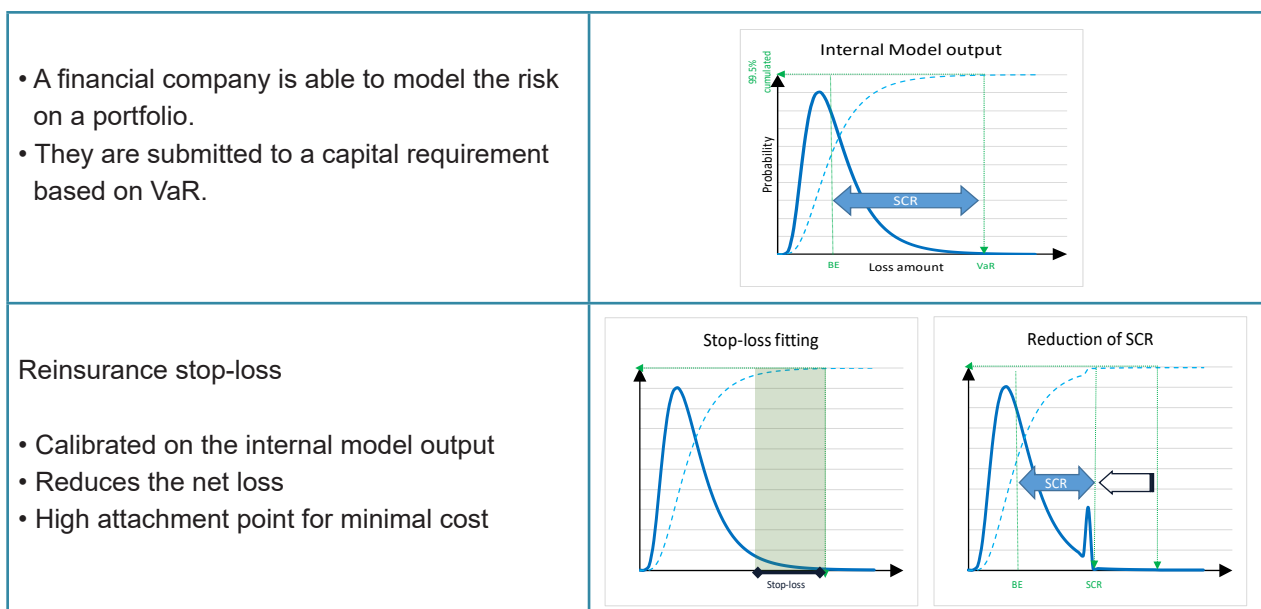 • A financial company is able to model the risk
on a portfolio.
• They are submitted to a capital requirement
based on VaR.
Internal Model output
99.5%
cumulated
Probability
SCR
BE
Loss amount
VaR
Reinsurance stop-loss
• Calibrated on the internal model output
• Reduces the net loss
• High attachment point for minimal cost
Stop-loss fitting
Stop-loss
Reduction of SCR
SCR
BE
SCR